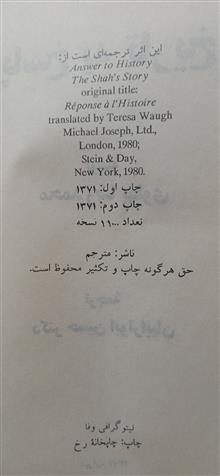 این اثر ترجمه‌ای است از:
Answer to History
The Shah's Story
original title:
Réponse à l'Histoire
translated by Teresa Waugh
Michael Joseph, Ltd.,
London, 1980;
Stein & Day,
New York, 1980.
چاپ اول: ۱۳۷۱
چاپ دوم: ۱۳۷۱
تعداد ۱۱۰۰۰ نسخه
ناشر: مترجم
حق هرگونه چاپ و تکثیر محفوظ است.
لیتوگرافی وفا
چاپ: چاپخانهٔ رخ